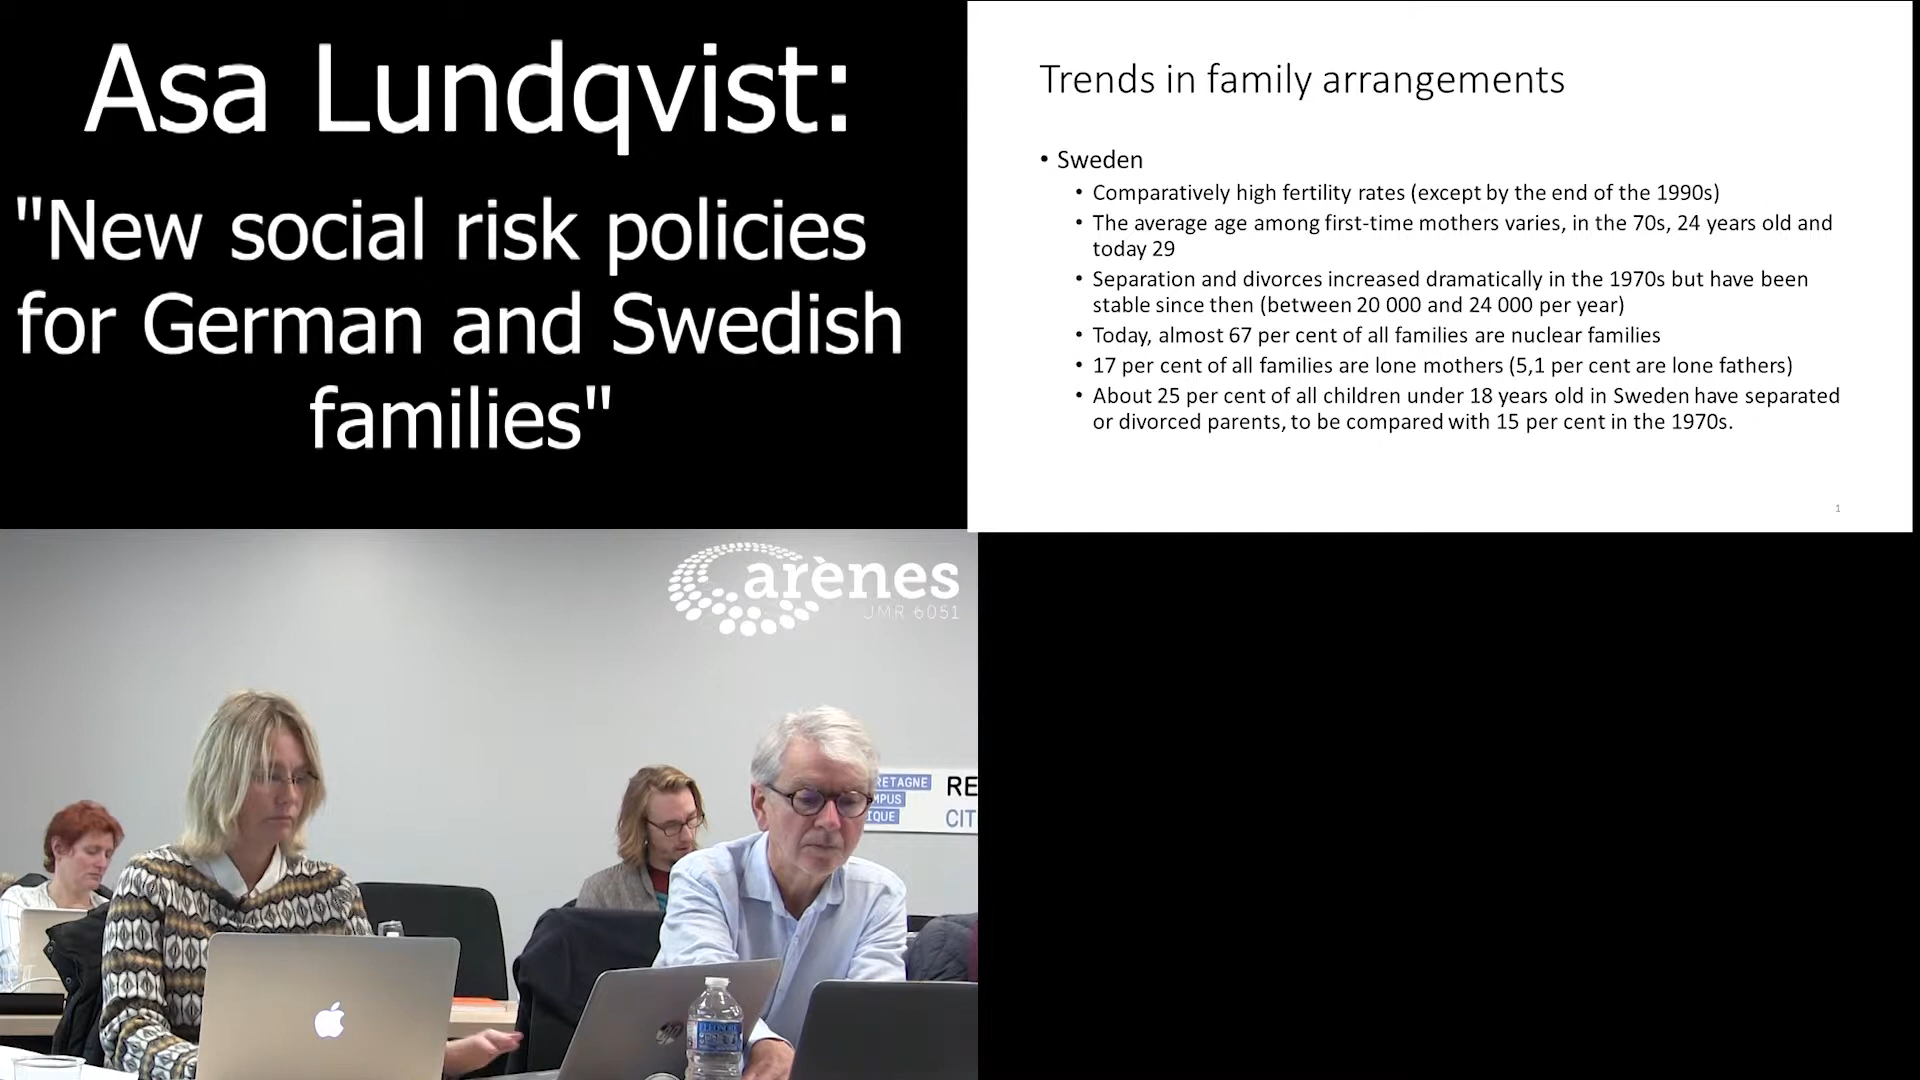 Asa Lundqvist:
"New social risk policies
for German and Swedish
families"
Trends in family arrangements
• Sweden
• Comparatively high fertility rates (except by the end of the 1990s)
• The average age among first-time mothers varies, in the 70s, 24 years old and
today 29
• Separation and divorces increased dramatically in the 1970s but have been
stable since then (between 20 000 and 24 000 per year)
• Today, almost 67 per cent of all families are nuclear families
• 17 per cent of all families are lone mothers (5,1 per cent are lone fathers)
• About 25 per cent of all children under 18 years old in Sweden have separated
or divorced parents, to be compared with 15 per cent in the 1970s.
1
arènes
UMR 6051
RETAGNE
MPUS
IQUE
RE
CIT
hp